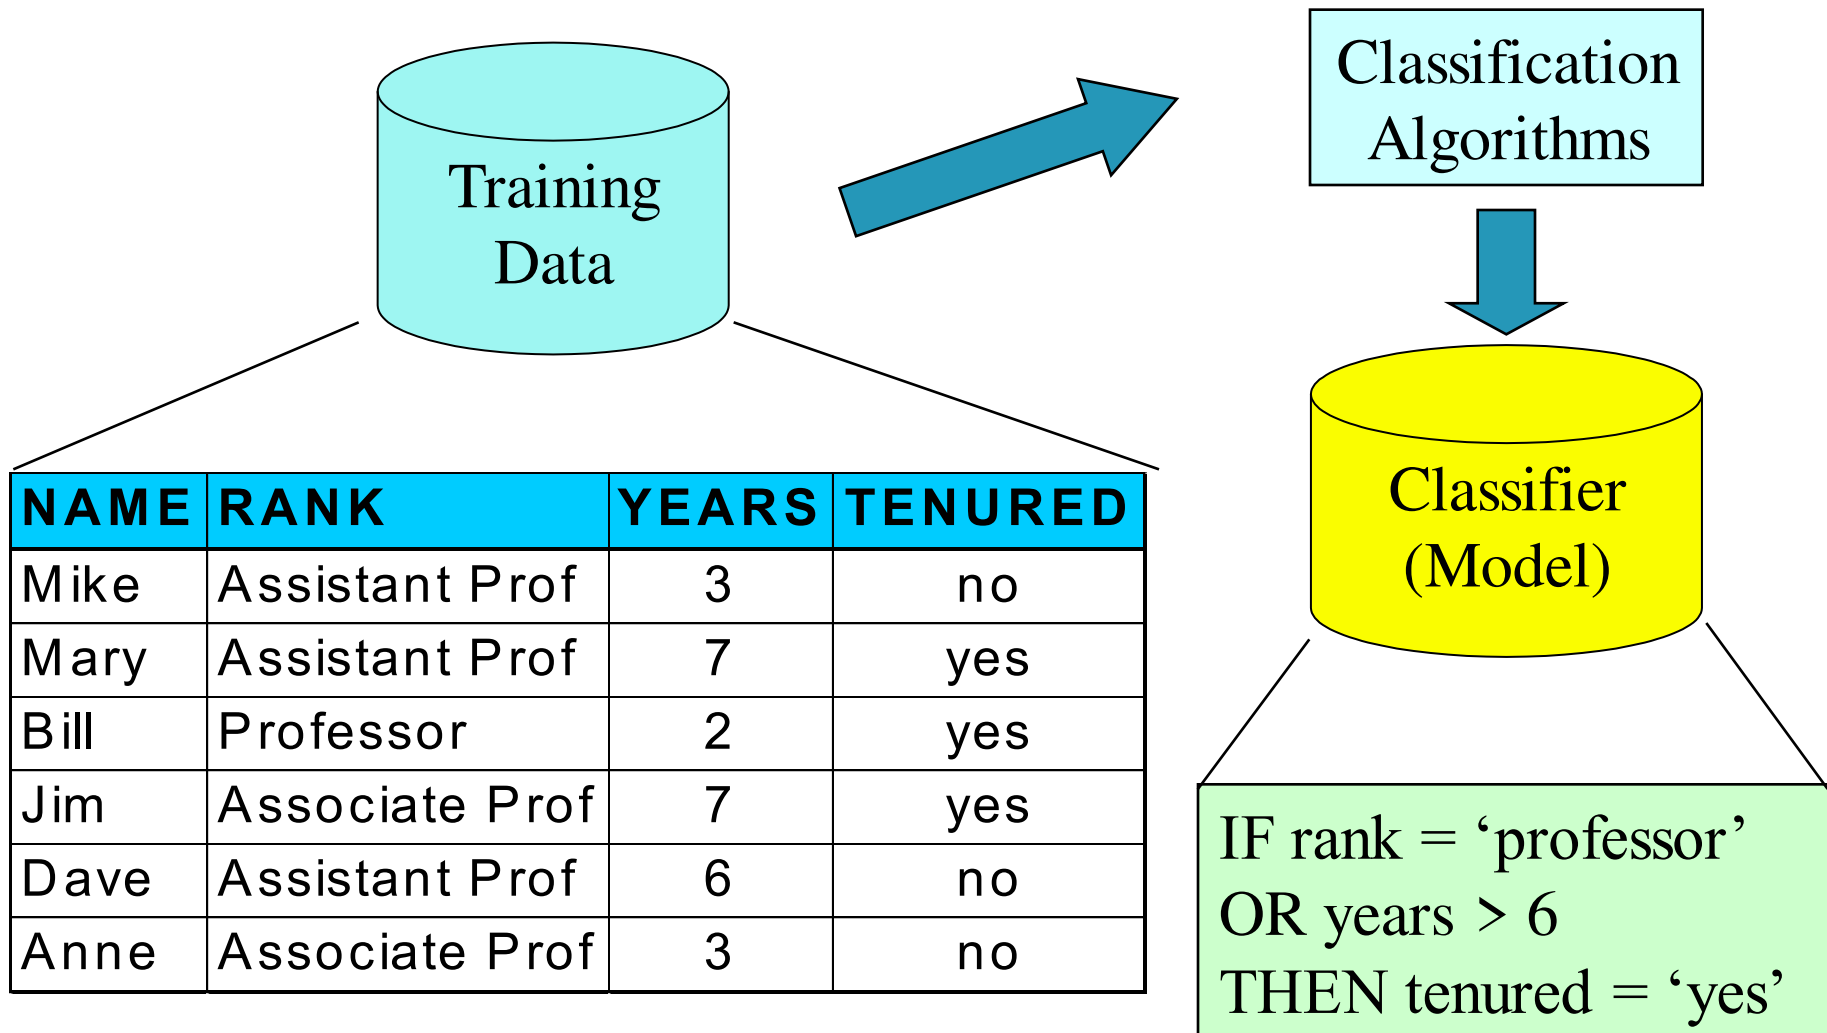 Training
Data
Classification
Algorithms
Classifier
(Model)
NAME RANK YEARS TENURED
Mike Assistant Prof 3 no
Mary Assistant Prof 7 yes
Bill Professor 2 yes
Jim Associate Prof 7 yes
Dave Assistant Prof 6 no
Anne Associate Prof 3 no
IF rank = ‘professor’
OR years > 6
THEN tenured = ‘yes’